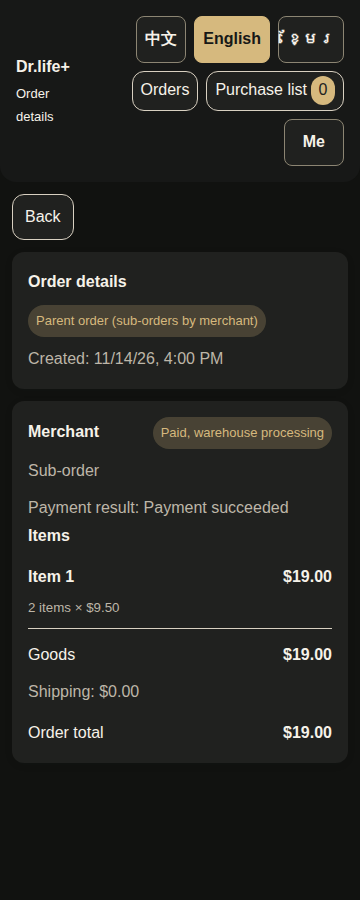 Dr.life+
Order
details
中文
English
ខ្មែរ
Orders
Purchase list 0
Me
Back
Order details
Parent order (sub-orders by merchant)
Created: 11/14/26, 4:00 PM
Merchant
Paid, warehouse processing
Sub-order
Payment result: Payment succeeded
Items
Item 1 $19.00
2 items × $9.50
Goods $19.00
Shipping: $0.00
Order total $19.00